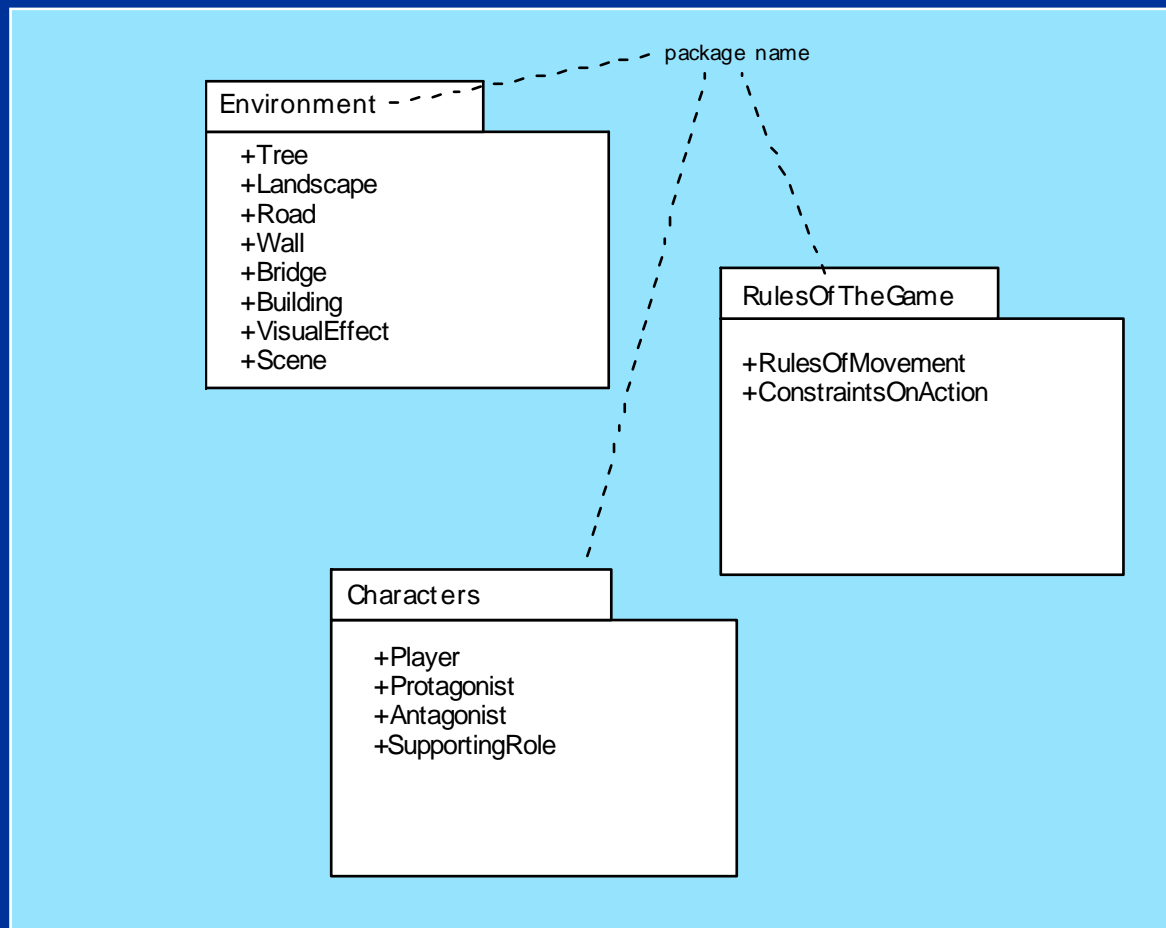 package name
Environment
+Tree
+Landscape
+Road
+Wall
+Bridge
+Building
+VisualEffect
+Scene
RulesOfTheGame
+RulesOfMovement
+ConstraintsOnAction
Characters
+Player
+Protagonist
+Antagonist
+SupportingRole